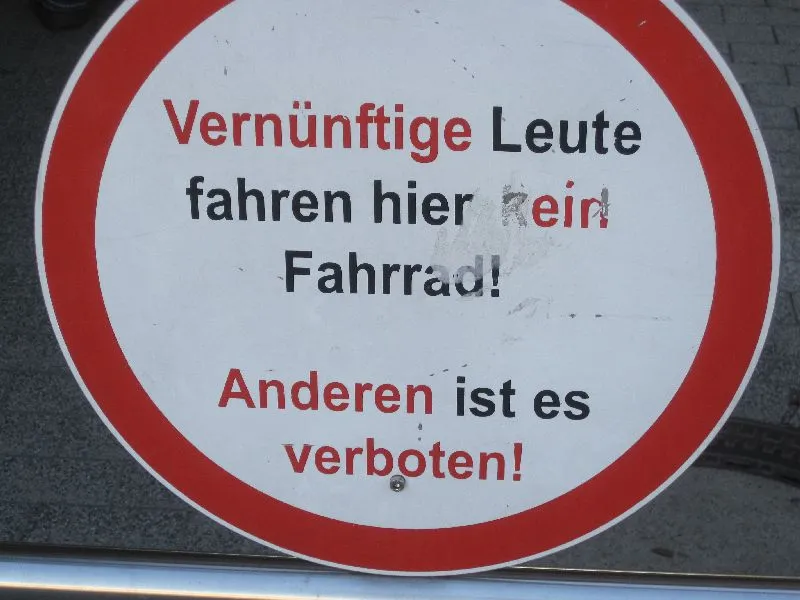 Vernünftige Leute
fahren hier kein
Fahrrad!
Anderen ist es
verboten!